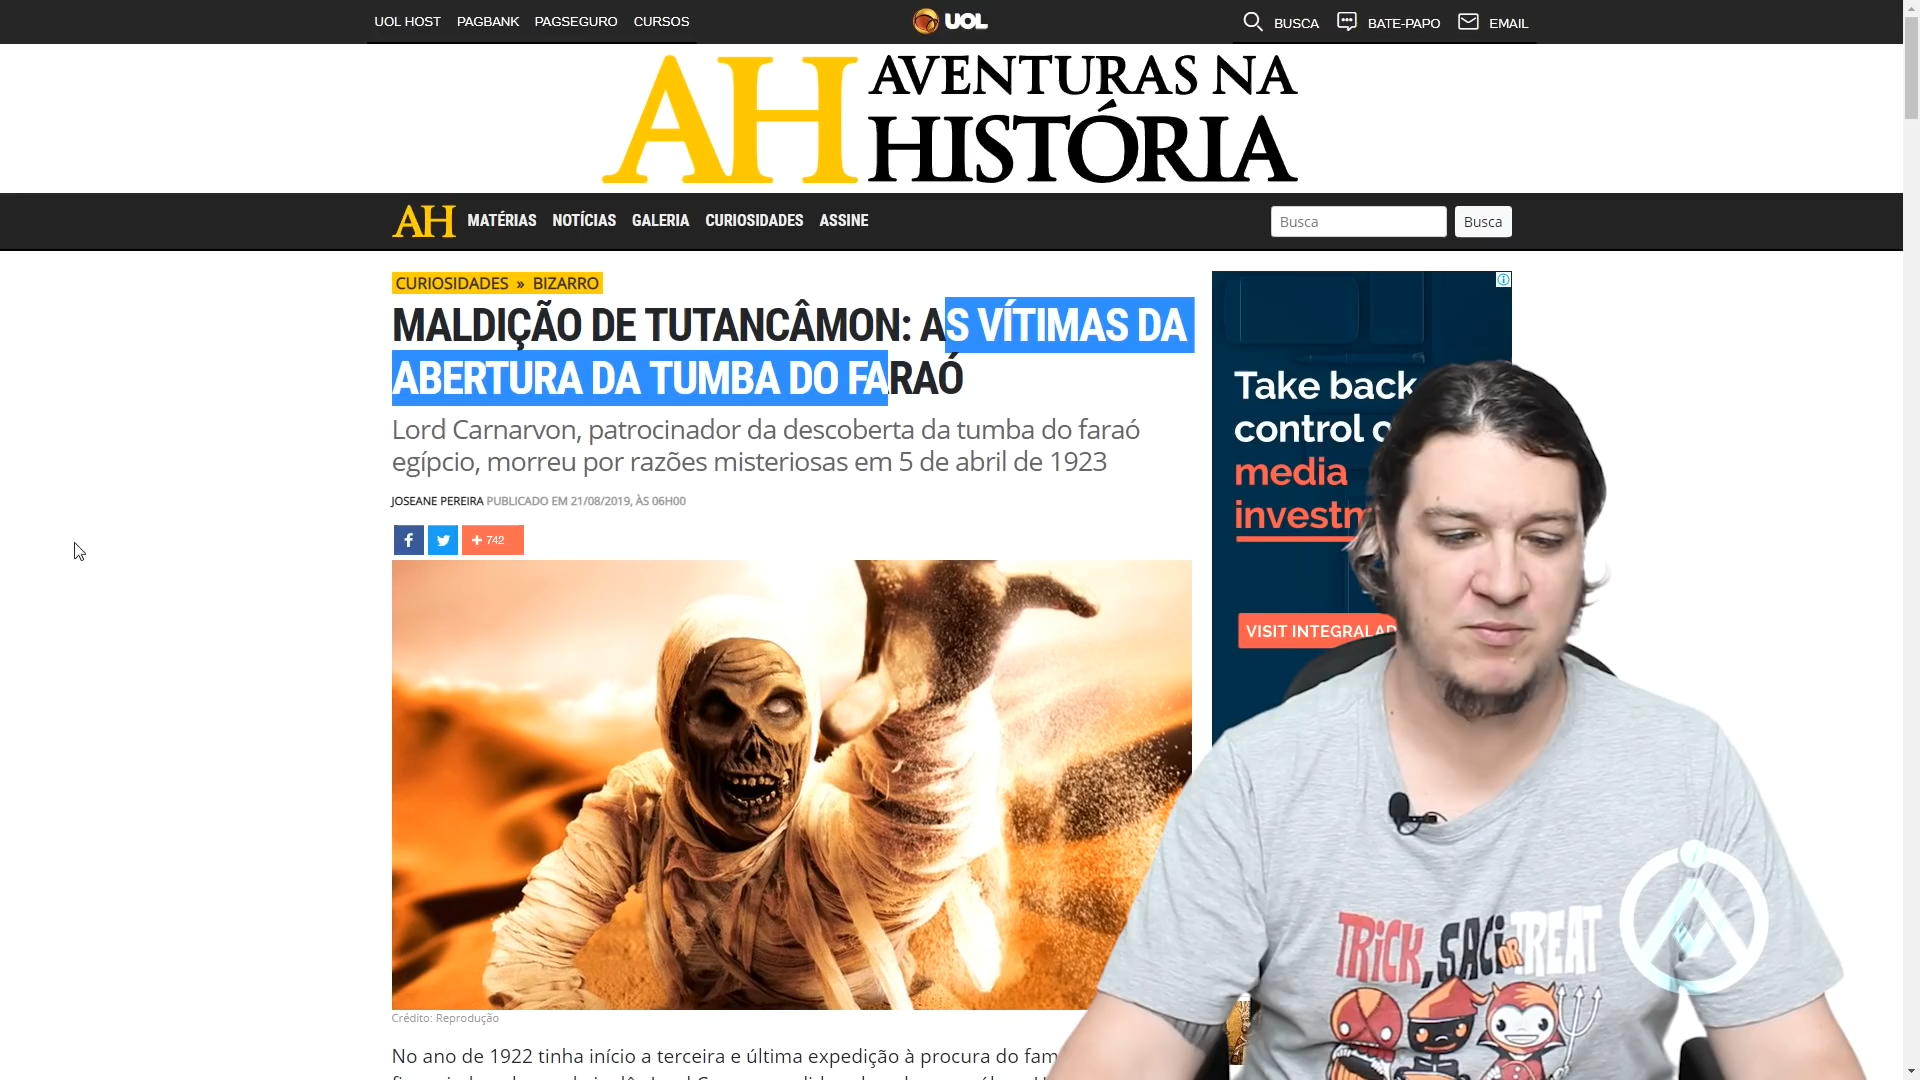 UOL HOST PAGBANK PAGSEGURO CURSOS
UOL
BUSCA BATE-PAPO EMAIL
AH AVENTURAS NA
HISTÓRIA
AH MATÉRIAS NOTÍCIAS GALERIA CURIOSIDADES ASSINE
Busca Busca
CURIOSIDADES » BIZARRO
MALDIÇÃO DE TUTANCÂMON: AS VÍTIMAS DA
ABERTURA DA TUMBA DO FARAÓ
Lord Carnarvon, patrocinador da descoberta da tumba do faraó
egípcio, morreu por razões misteriosas em 5 de abril de 1923
JOSEANE PEREIRA PUBLICADO EM 21/08/2019, ÀS 06H00
+ 742
Take back
control
media
VISIT
Crédito: Reprodução
No ano de 1922 tinha início a terceira e última expedição à procura do
TRICK, SACI OR TREAT